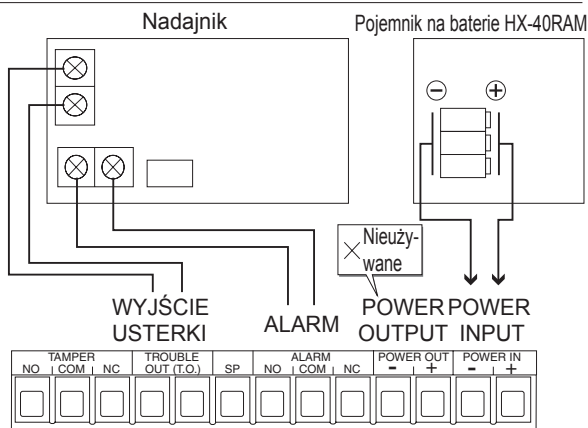 Nadajnik
Pojemnik na baterie HX-40RAM
⊖ ⊕
× Nieuży-
wane
WYJŚCIE
USTERKI
ALARM
POWER
OUTPUT
POWER
INPUT
TAMPER
NO COM NC
TROUBLE
OUT (T.O.)
SP
ALARM
NO COM NC
POWER OUT
- +
POWER IN
- +